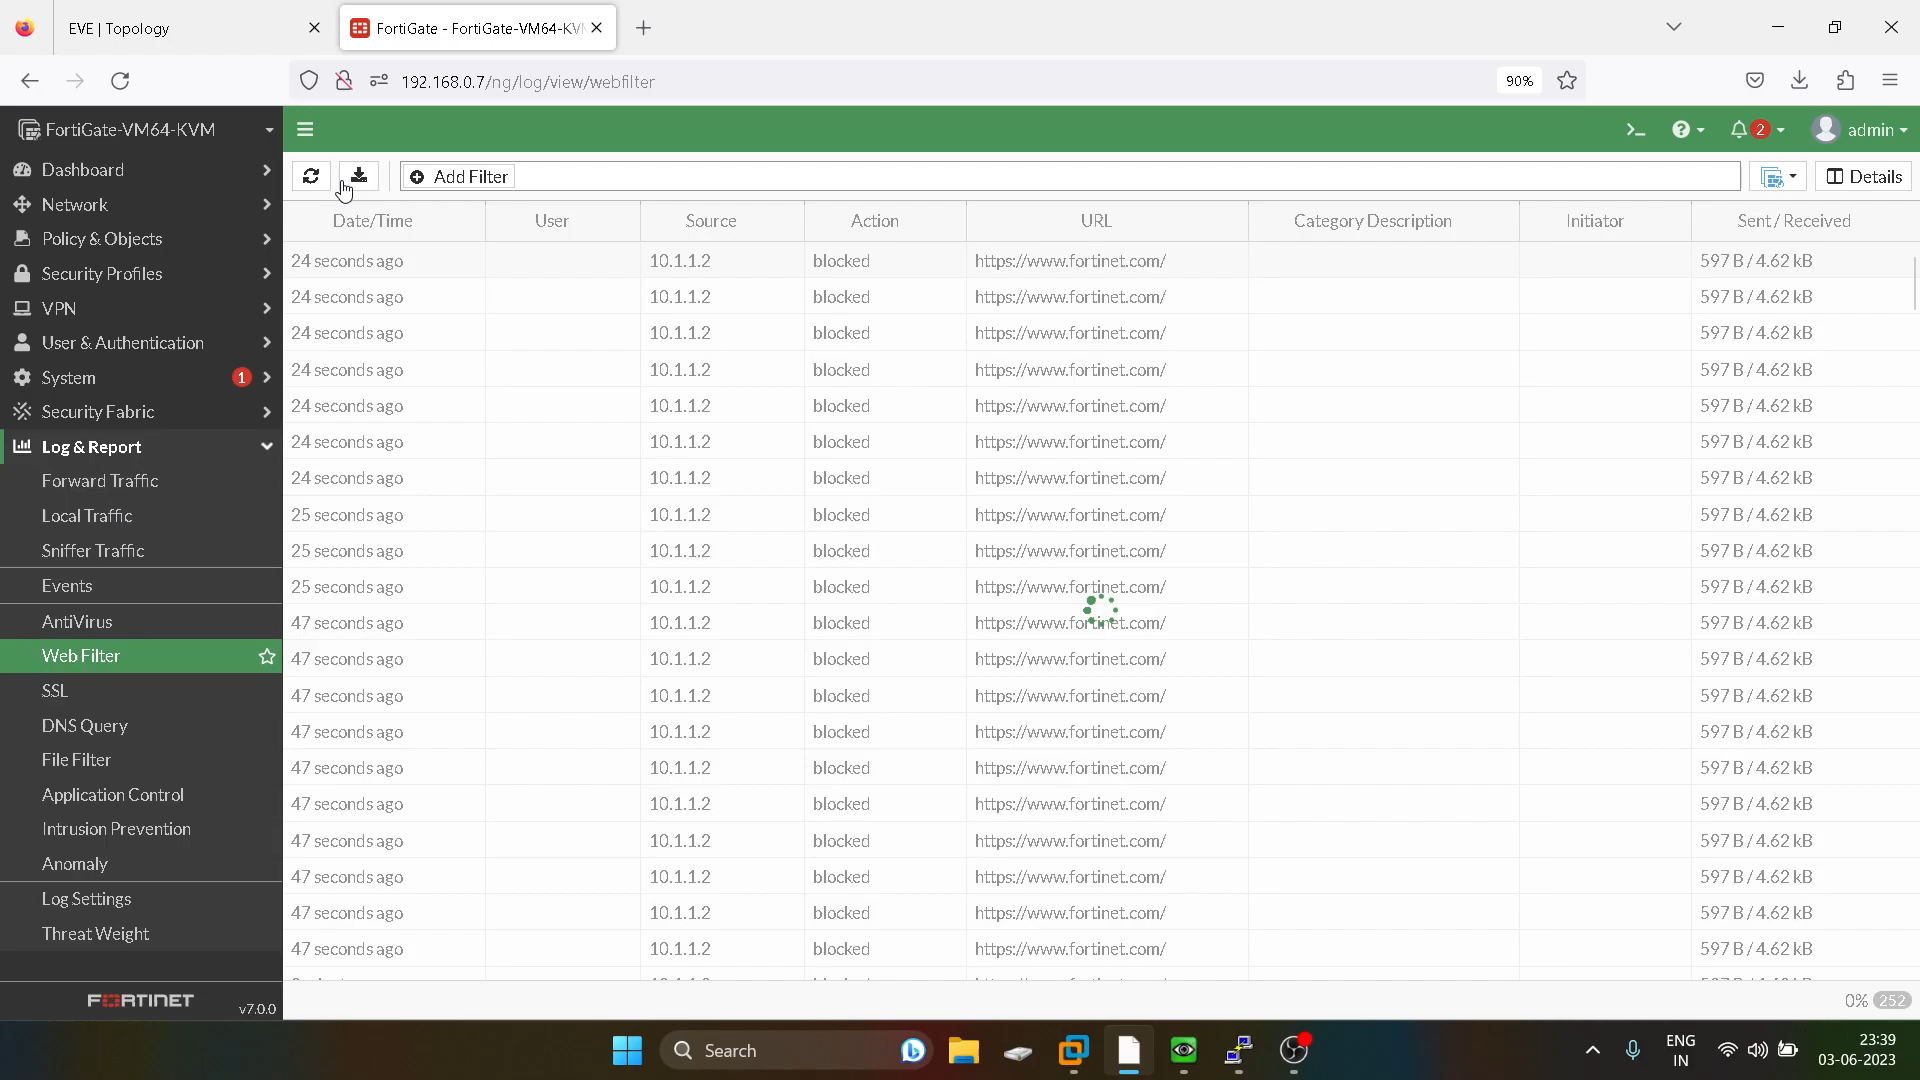 EVE | Topology
FortiGate - FortiGate-VM64-KVM
192.168.0.7/ng/log/view/webfilter
90%
FortiGate-VM64-KVM
2
admin
Dashboard
Network
Policy & Objects
Security Profiles
VPN
User & Authentication
System
1
Security Fabric
Log & Report
Forward Traffic
Local Traffic
Sniffer Traffic
Events
AntiVirus
Web Filter
SSL
DNS Query
File Filter
Application Control
Intrusion Prevention
Anomaly
Log Settings
Threat Weight
FORTINET
v7.0.0
Add Filter
Details
Date/Time User Source Action URL Category Description Initiator Sent / Received
24 seconds ago 10.1.1.2 blocked https://www.fortinet.com/ 597 B / 4.62 kB
24 seconds ago 10.1.1.2 blocked https://www.fortinet.com/ 597 B / 4.62 kB
24 seconds ago 10.1.1.2 blocked https://www.fortinet.com/ 597 B / 4.62 kB
24 seconds ago 10.1.1.2 blocked https://www.fortinet.com/ 597 B / 4.62 kB
24 seconds ago 10.1.1.2 blocked https://www.fortinet.com/ 597 B / 4.62 kB
24 seconds ago 10.1.1.2 blocked https://www.fortinet.com/ 597 B / 4.62 kB
24 seconds ago 10.1.1.2 blocked https://www.fortinet.com/ 597 B / 4.62 kB
25 seconds ago 10.1.1.2 blocked https://www.fortinet.com/ 597 B / 4.62 kB
25 seconds ago 10.1.1.2 blocked https://www.fortinet.com/ 597 B / 4.62 kB
25 seconds ago 10.1.1.2 blocked https://www.fortinet.com/ 597 B / 4.62 kB
47 seconds ago 10.1.1.2 blocked https://www.fortinet.com/ 597 B / 4.62 kB
47 seconds ago 10.1.1.2 blocked https://www.fortinet.com/ 597 B / 4.62 kB
47 seconds ago 10.1.1.2 blocked https://www.fortinet.com/ 597 B / 4.62 kB
47 seconds ago 10.1.1.2 blocked https://www.fortinet.com/ 597 B / 4.62 kB
47 seconds ago 10.1.1.2 blocked https://www.fortinet.com/ 597 B / 4.62 kB
47 seconds ago 10.1.1.2 blocked https://www.fortinet.com/ 597 B / 4.62 kB
47 seconds ago 10.1.1.2 blocked https://www.fortinet.com/ 597 B / 4.62 kB
47 seconds ago 10.1.1.2 blocked https://www.fortinet.com/ 597 B / 4.62 kB
47 seconds ago 10.1.1.2 blocked https://www.fortinet.com/ 597 B / 4.62 kB
47 seconds ago 10.1.1.2 blocked https://www.fortinet.com/ 597 B / 4.62 kB
0% 252
Search
ENG
IN
23:39
03-06-2023